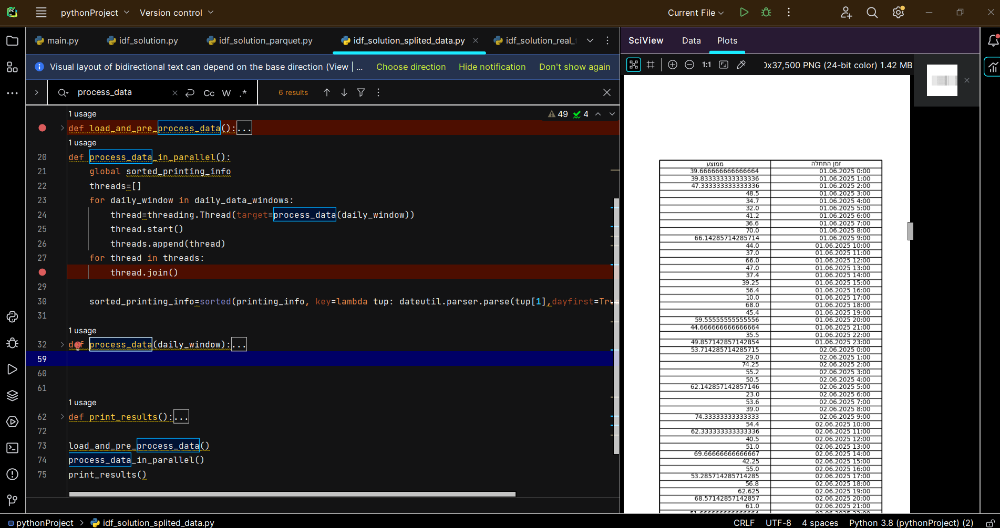 pythonProject Version control Current File
main.py idf_solution.py idf_solution_parquet.py idf_solution_splited_data.py idf_solution_real_
Visual layout of bidirectional text can depend on the base direction (View | ... Choose direction Hide notification Don't show again
process_data Cc W .* 6 results
1 usage 49 4
def load_and_pre_process_data():...
1 usage
20 def process_data_in_parallel():
21 global sorted_printing_info
22 threads=[]
23 for daily_window in daily_data_windows:
24 thread=threading.Thread(target=process_data(daily_window))
25 thread.start()
26 threads.append(thread)
27 for thread in threads:
thread.join()
29
30 sorted_printing_info=sorted(printing_info, key=lambda tup: dateutil.parser.parse(tup[1],dayfirst=Tru
31
1 usage
32 def process_data(daily_window):...
59
60
61
1 usage
62 def print_results():...
72
73 load_and_pre_process_data()
74 process_data_in_parallel()
75 print_results()
SciView Data Plots
1:1 0x37,500 PNG (24-bit color) 1.42 MB
ממוצע זמן התחלה
39.666666666666664 01.06.2025 0:00
39.833333333333336 01.06.2025 1:00
47.333333333333336 01.06.2025 2:00
48.5 01.06.2025 3:00
34.7 01.06.2025 4:00
32.0 01.06.2025 5:00
41.2 01.06.2025 6:00
36.6 01.06.2025 7:00
70.0 01.06.2025 8:00
66.14285714285714 01.06.2025 9:00
44.0 01.06.2025 10:00
37.0 01.06.2025 11:00
66.0 01.06.2025 12:00
47.0 01.06.2025 13:00
37.4 01.06.2025 14:00
39.25 01.06.2025 15:00
56.4 01.06.2025 16:00
10.0 01.06.2025 17:00
68.0 01.06.2025 18:00
45.4 01.06.2025 19:00
59.55555555555556 01.06.2025 20:00
44.666666666666664 01.06.2025 21:00
35.5 01.06.2025 22:00
49.857142857142854 01.06.2025 23:00
53.714285714285715 02.06.2025 0:00
29.0 02.06.2025 1:00
74.25 02.06.2025 2:00
55.2 02.06.2025 3:00
50.5 02.06.2025 4:00
62.142857142857146 02.06.2025 5:00
23.0 02.06.2025 6:00
53.6 02.06.2025 7:00
39.0 02.06.2025 8:00
74.33333333333333 02.06.2025 9:00
54.4 02.06.2025 10:00
62.333333333333336 02.06.2025 11:00
40.5 02.06.2025 12:00
51.0 02.06.2025 13:00
69.66666666666667 02.06.2025 14:00
42.25 02.06.2025 15:00
55.0 02.06.2025 16:00
53.285714285714285 02.06.2025 17:00
56.8 02.06.2025 18:00
62.625 02.06.2025 19:00
68.57142857142857 02.06.2025 20:00
61.0 02.06.2025 21:00
51.666666666666664 02.06.2025 22:00
pythonProject > idf_solution_splited_data.py CRLF UTF-8 4 spaces Python 3.8 (pythonProject) (2)